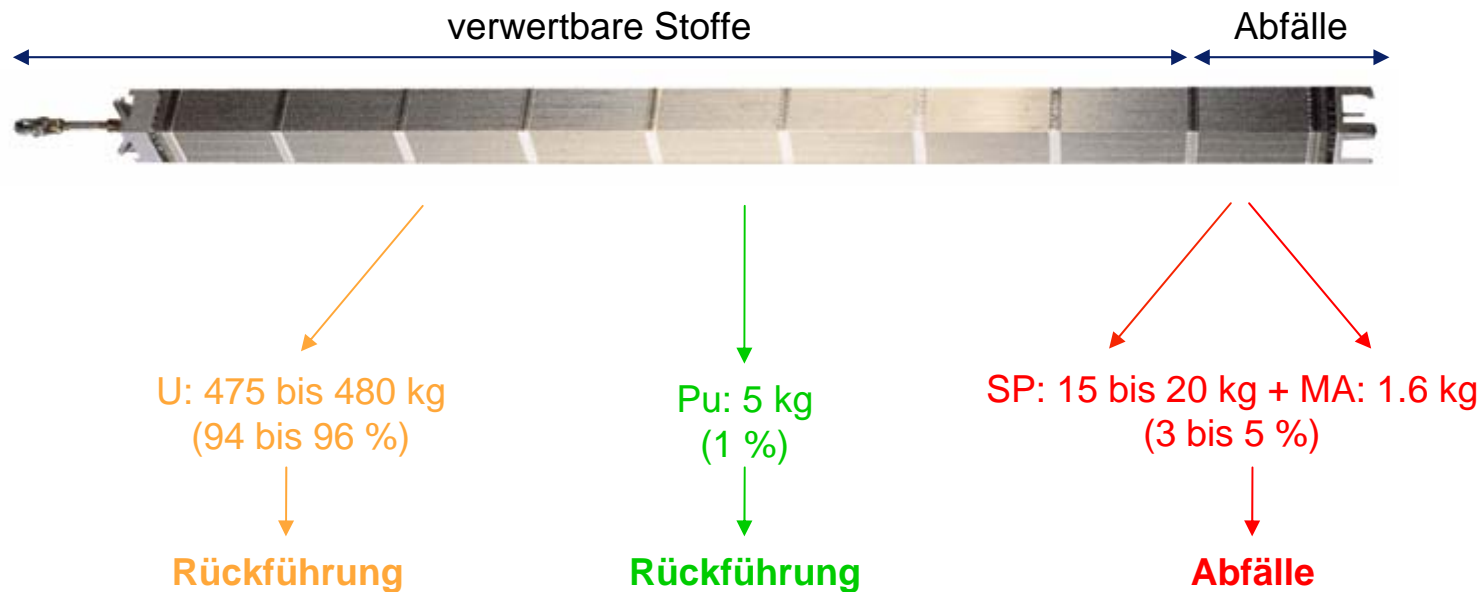 verwertbare Stoffe
Abfälle
U: 475 bis 480 kg
(94 bis 96 %)
Rückführung
Pu: 5 kg
(1 %)
Rückführung
SP: 15 bis 20 kg + MA: 1.6 kg
(3 bis 5 %)
Abfälle